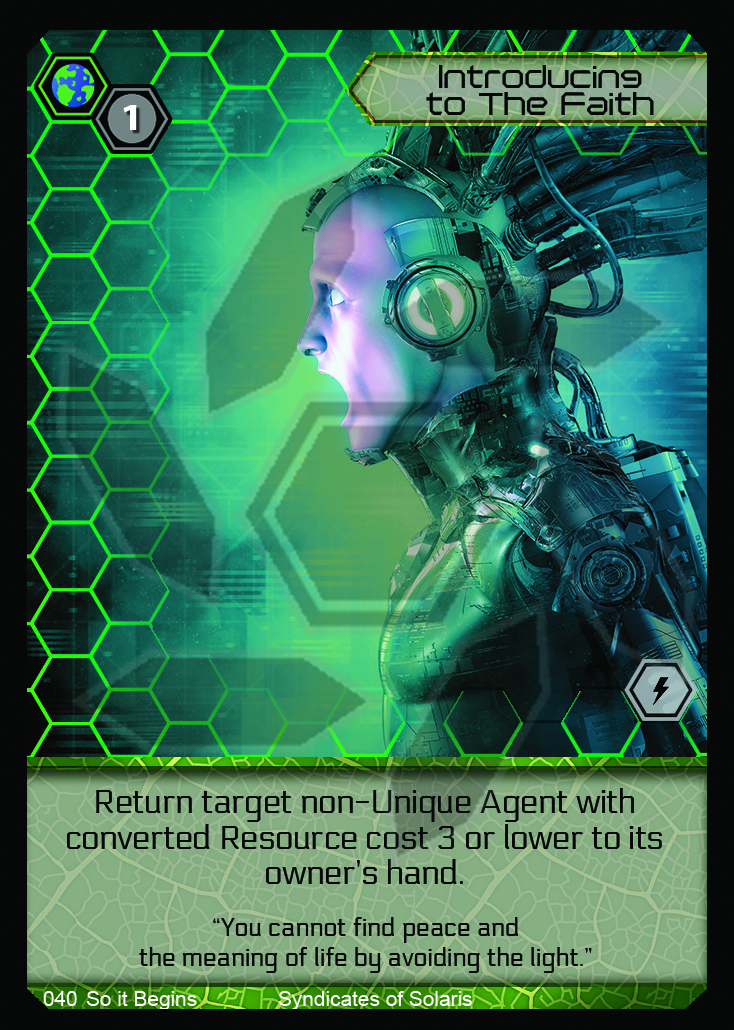 Introducing
to The Faith
1
Return target non-Unique Agent with
converted Resource cost 3 or lower to its
owner's hand.
“You cannot find peace and
the meaning of life by avoiding the light.”
040 So it Begins Syndicates of Solaris